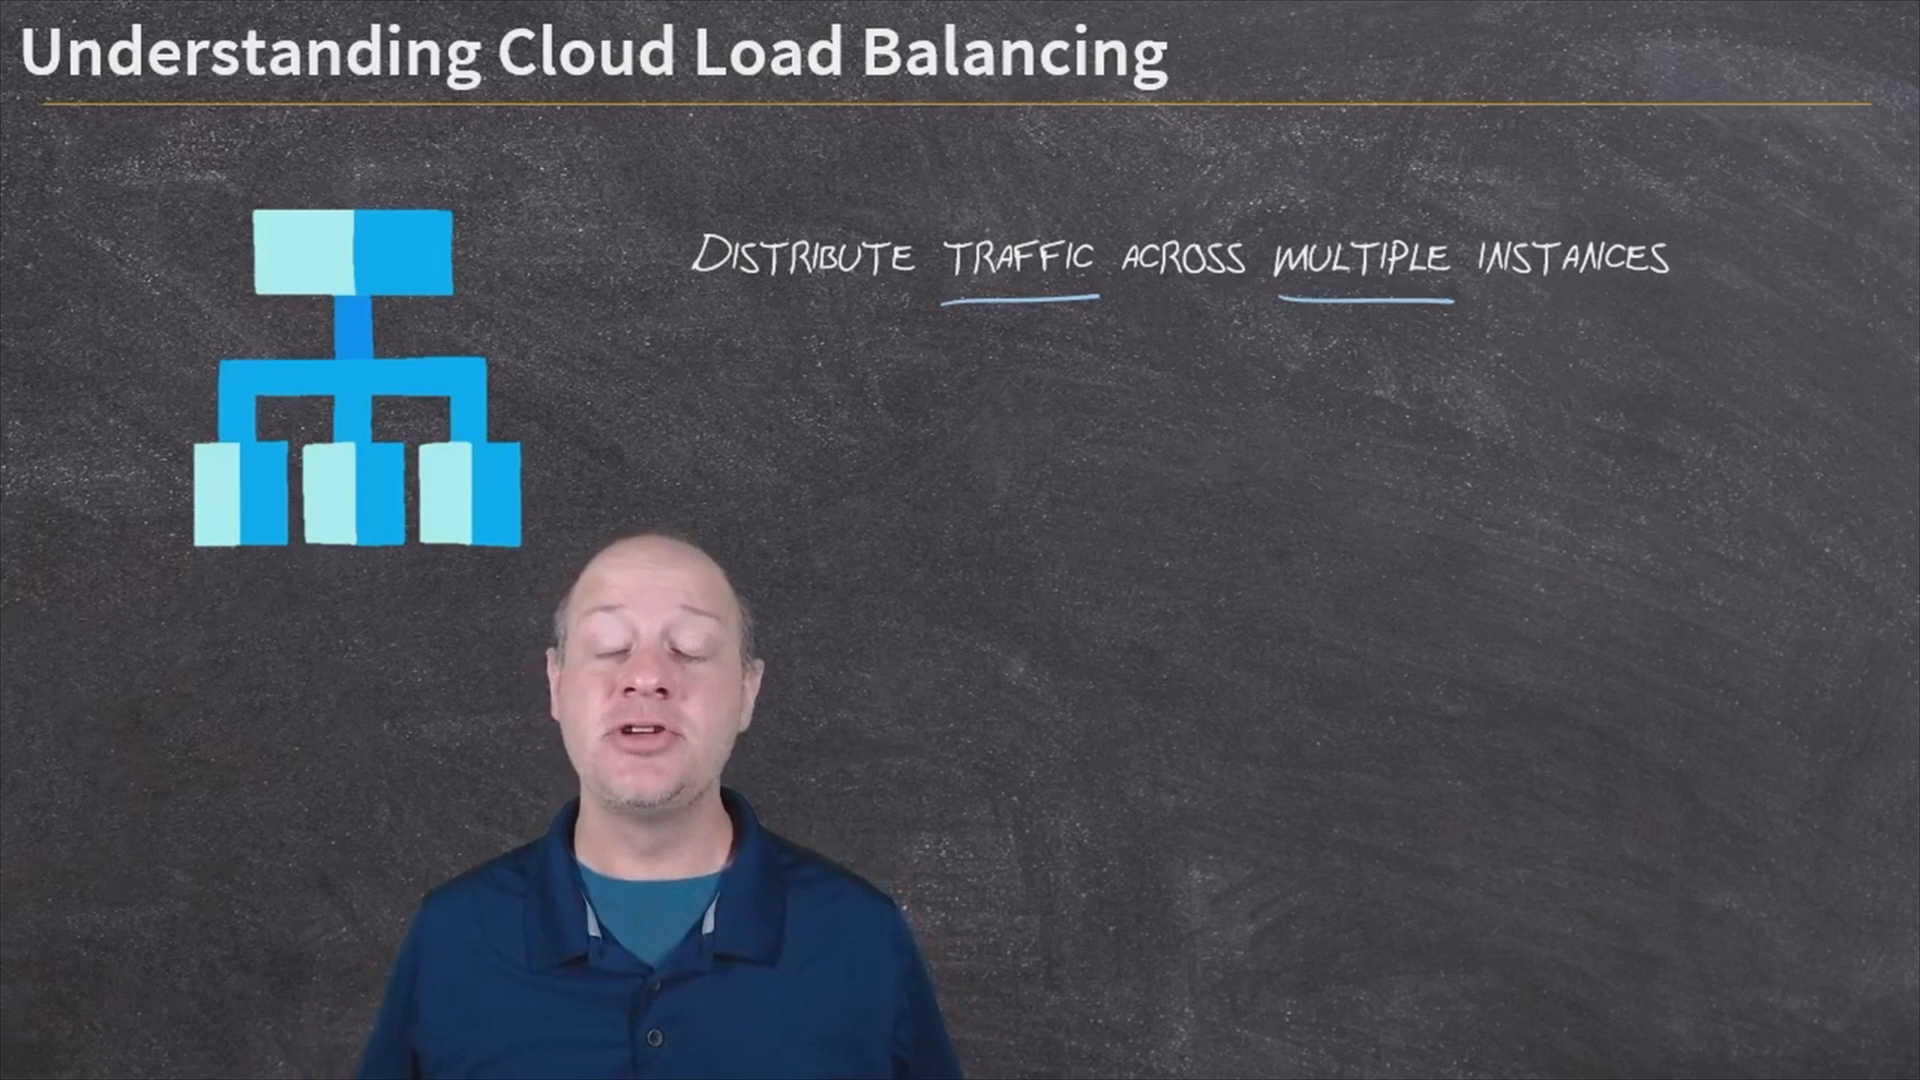 Understanding Cloud Load Balancing
DISTRIBUTE TRAFFIC ACROSS MULTIPLE INSTANCES